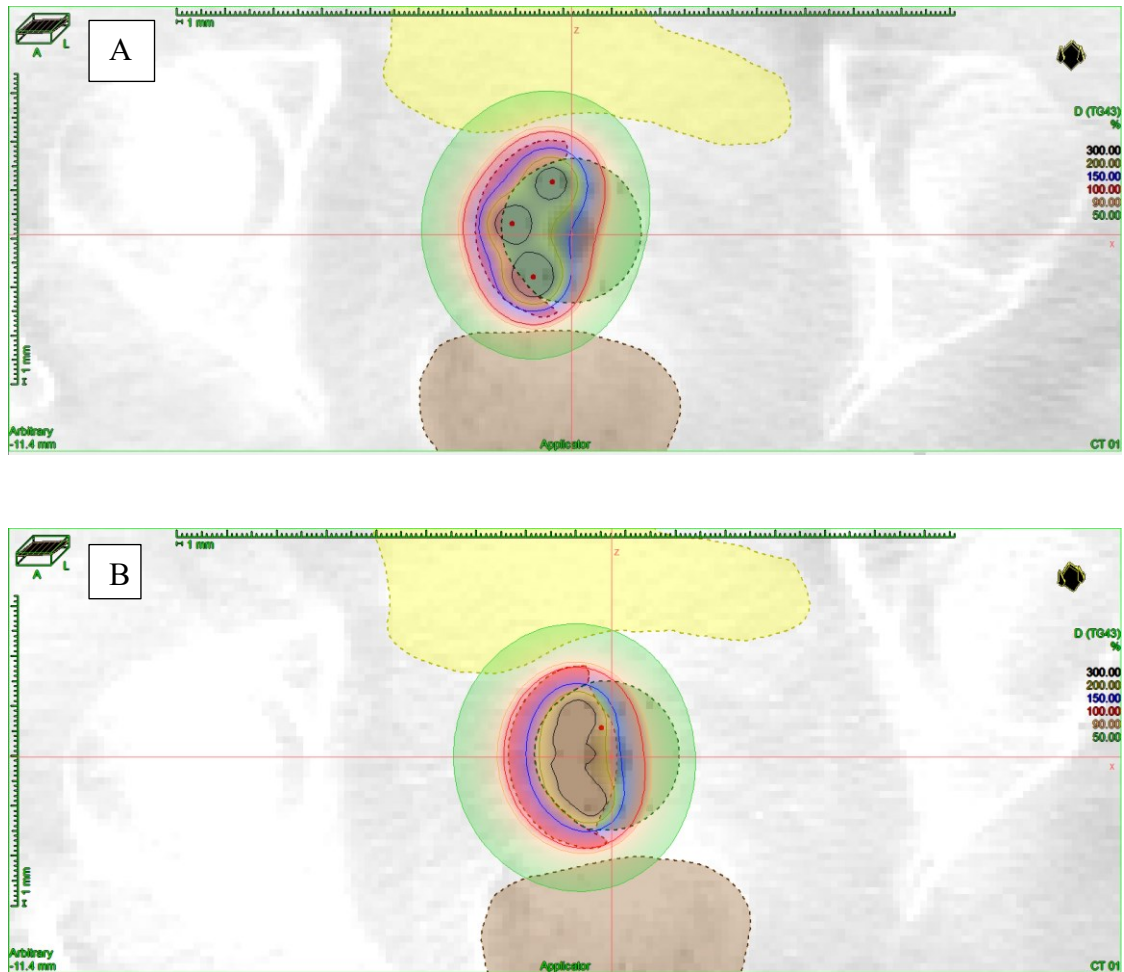 1 mm
A L
A
z
D (TG43)
%
300.00
200.00
150.00
100.00
90.00
50.00
x
1 mm
Arbitrary
-11.4 mm
Applicator
CT 01
1 mm
A L
B
z
D (TG43)
%
300.00
200.00
150.00
100.00
90.00
50.00
x
1 mm
Arbitrary
-11.4 mm
Applicator
CT 01